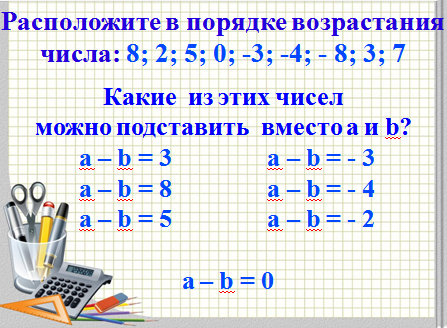 Расположите в порядке возрастания
числа: 8; 2; 5; 0; -3; -4; - 8; 3; 7
Какие из этих чисел
можно подставить вместо a и b?
a – b = 3 a – b = - 3
a – b = 8 a – b = - 4
a – b = 5 a – b = - 2
a – b = 0